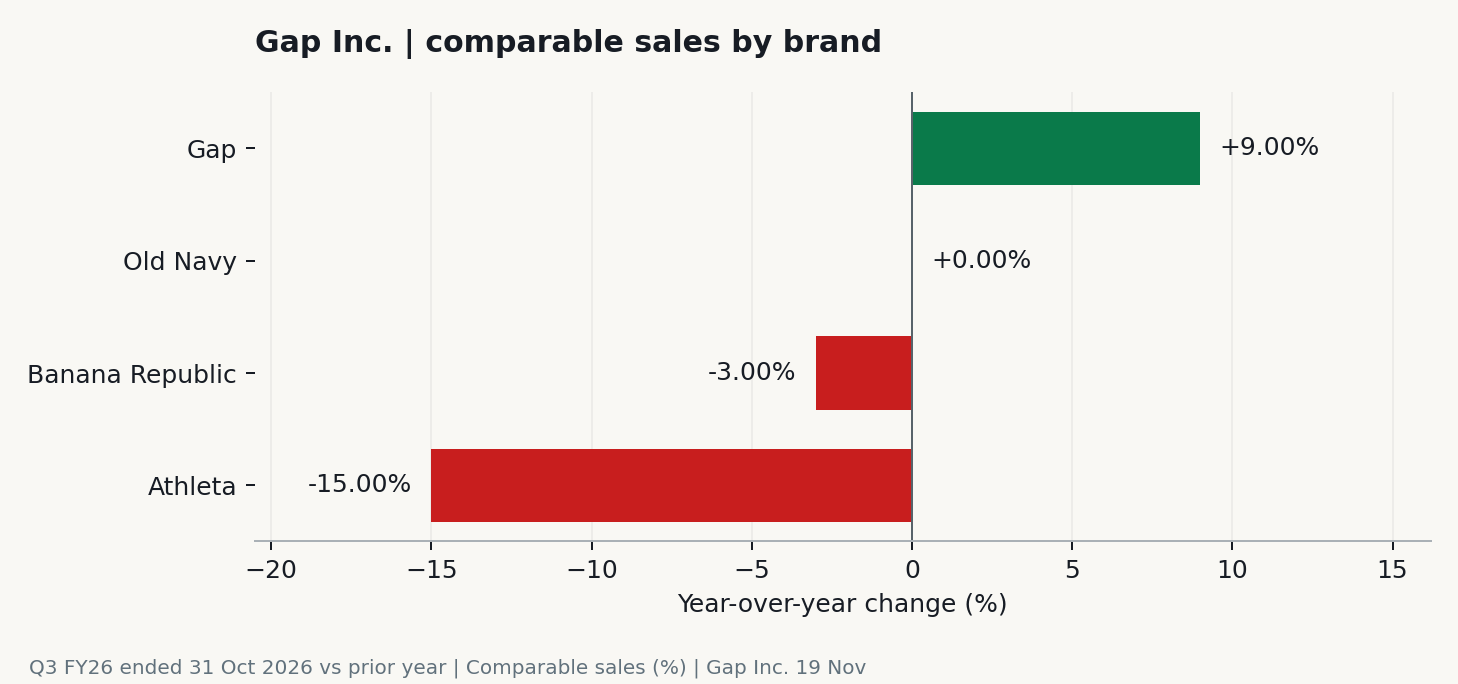 Gap Inc. | comparable sales by brand
Gap
+9.00%
Old Navy
+0.00%
Banana Republic
-3.00%
Athleta
-15.00%
−20 −15 −10 −5 0 5 10 15
Year-over-year change (%)
Q3 FY26 ended 31 Oct 2026 vs prior year | Comparable sales (%) | Gap Inc. 19 Nov